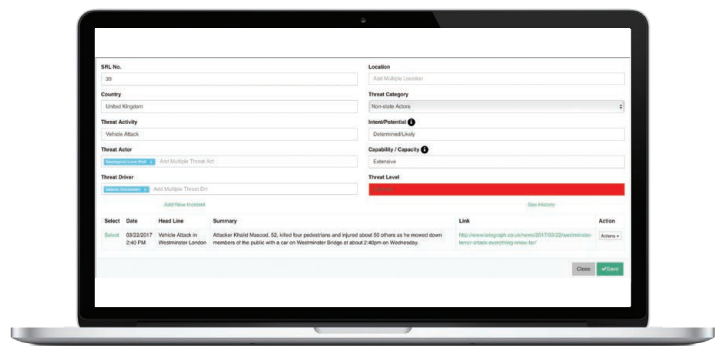 SRL No.
Location
39
Add Multiple Location
Country
Threat Category
United Kingdom
Non-state Actors
Threat Activity
Intent/Potential
Vehicle Attack
Determined/Likely
Threat Actor
Capability / Capacity
Add Multiple Threat Act
Extensive
Threat Driver
Threat Level
Add Multiple Threat Dri
Add New Incident
See History
Select Date Head Line Summary Link Action
Select 03/22/2017 Vehicle Attack in Attacker Khalid Masood, 52, killed four pedestrians and injured about 50 others as he mowed down
2:40 PM Westminster London members of the public with a car on Westminster Bridge at about 2:40pm on Wednesday.
Actions
Close Save